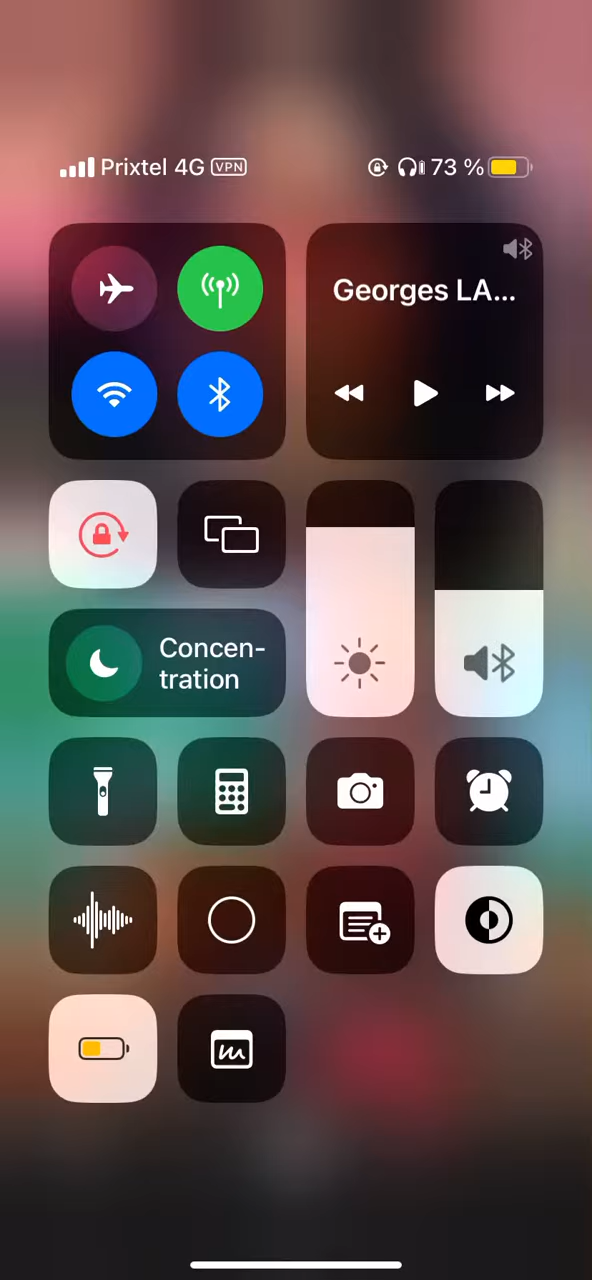 Prixtel 4G VPN 73 %
Georges LA...
Concen-
tration